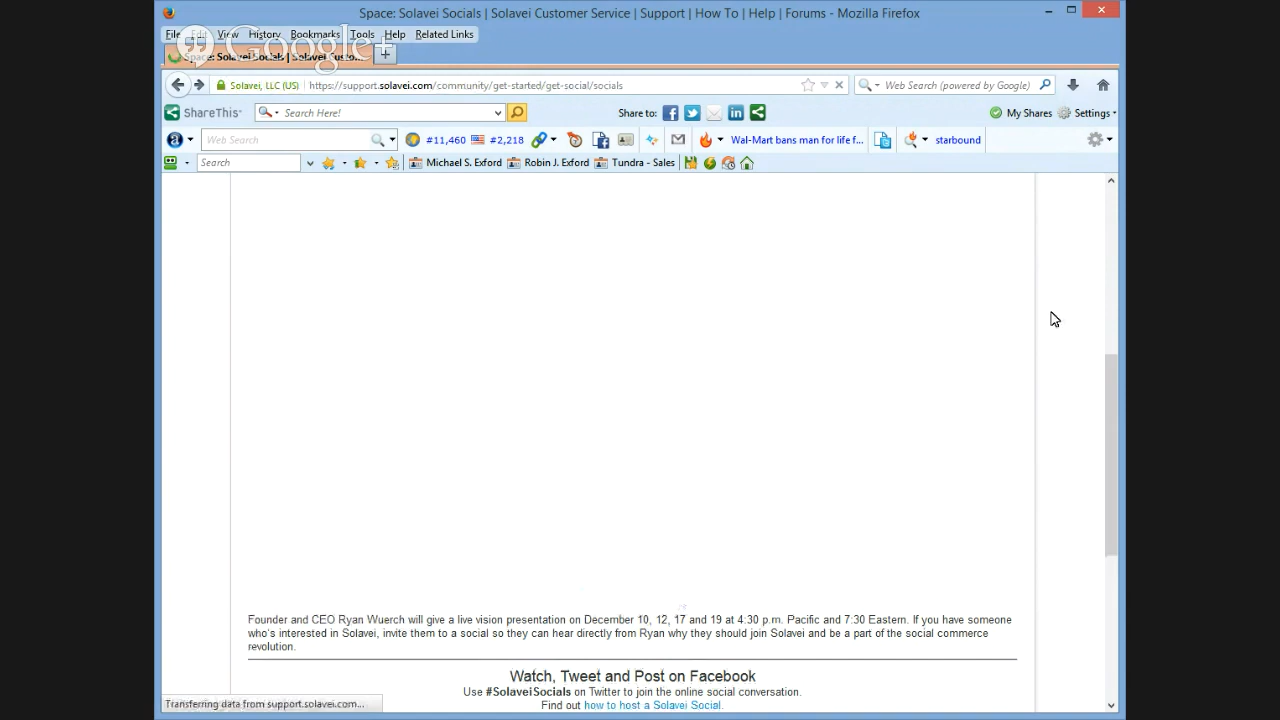 Space: Solavei Socials | Solavei Customer Service | Support | How To | Help | Forums - Mozilla Firefox
File Edit View History Bookmarks Tools Help Related Links
Google+
Space: Solavei Socials | Solavei Custom...
Solavei, LLC (US) https://support.solavei.com/community/get-started/get-social/socials Web Search (powered by Google)
ShareThis Search Here! Share to: My Shares Settings
Web Search #11,460 #2,218 Wal-Mart bans man for life f... starbound
Search Michael S. Exford Robin J. Exford Tundra - Sales
Founder and CEO Ryan Wuerch will give a live vision presentation on December 10, 12, 17 and 19 at 4:30 p.m. Pacific and 7:30 Eastern. If you have someone
who's interested in Solavei, invite them to a social so they can hear directly from Ryan why they should join Solavei and be a part of the social commerce
revolution.
Watch, Tweet and Post on Facebook
Use #SolaveiSocials on Twitter to join the online social conversation.
Find out how to host a Solavei Social.
Transferring data from support.solavei.com...